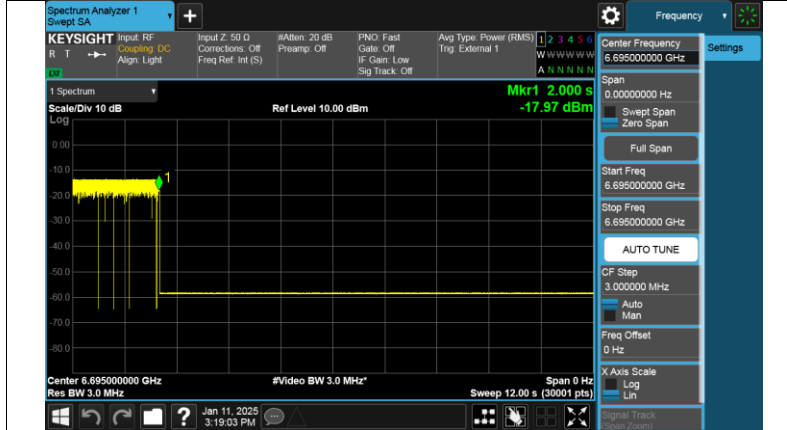 Spectrum Analyzer 1
Swept SA
+
Frequency
KEYSIGHT
R T
LXI
Input: RF
Coupling: DC
Align: Light
Input Z: 50 Ω
Corrections: Off
Freq Ref: Int (S)
#Atten: 20 dB
Preamp: Off
PNO: Fast
Gate: Off
IF Gain: Low
Sig Track: Off
Avg Type: Power (RMS)
Trig: External 1
1 2 3 4 5 6
W W W W W W
A N N N N N
1 Spectrum
Scale/Div 10 dB
Log
Ref Level 10.00 dBm
Mkr1 2.000 s
-17.97 dBm
1
0.00
-10.0
-20.0
-30.0
-40.0
-50.0
-60.0
-70.0
-80.0
Center 6.695000000 GHz
Res BW 3.0 MHz
#Video BW 3.0 MHz*
Span 0 Hz
Sweep 12.00 s (30001 pts)
Center Frequency
6.695000000 GHz
Span
0.00000000 Hz
Swept Span
Zero Span
Full Span
Start Freq
6.695000000 GHz
Stop Freq
6.695000000 GHz
AUTO TUNE
CF Step
3.000000 MHz
Auto
Man
Freq Offset
0 Hz
X Axis Scale
Log
Lin
Signal Track
(Span Zoom)
Settings
?
Jan 11, 2025
3:19:03 PM